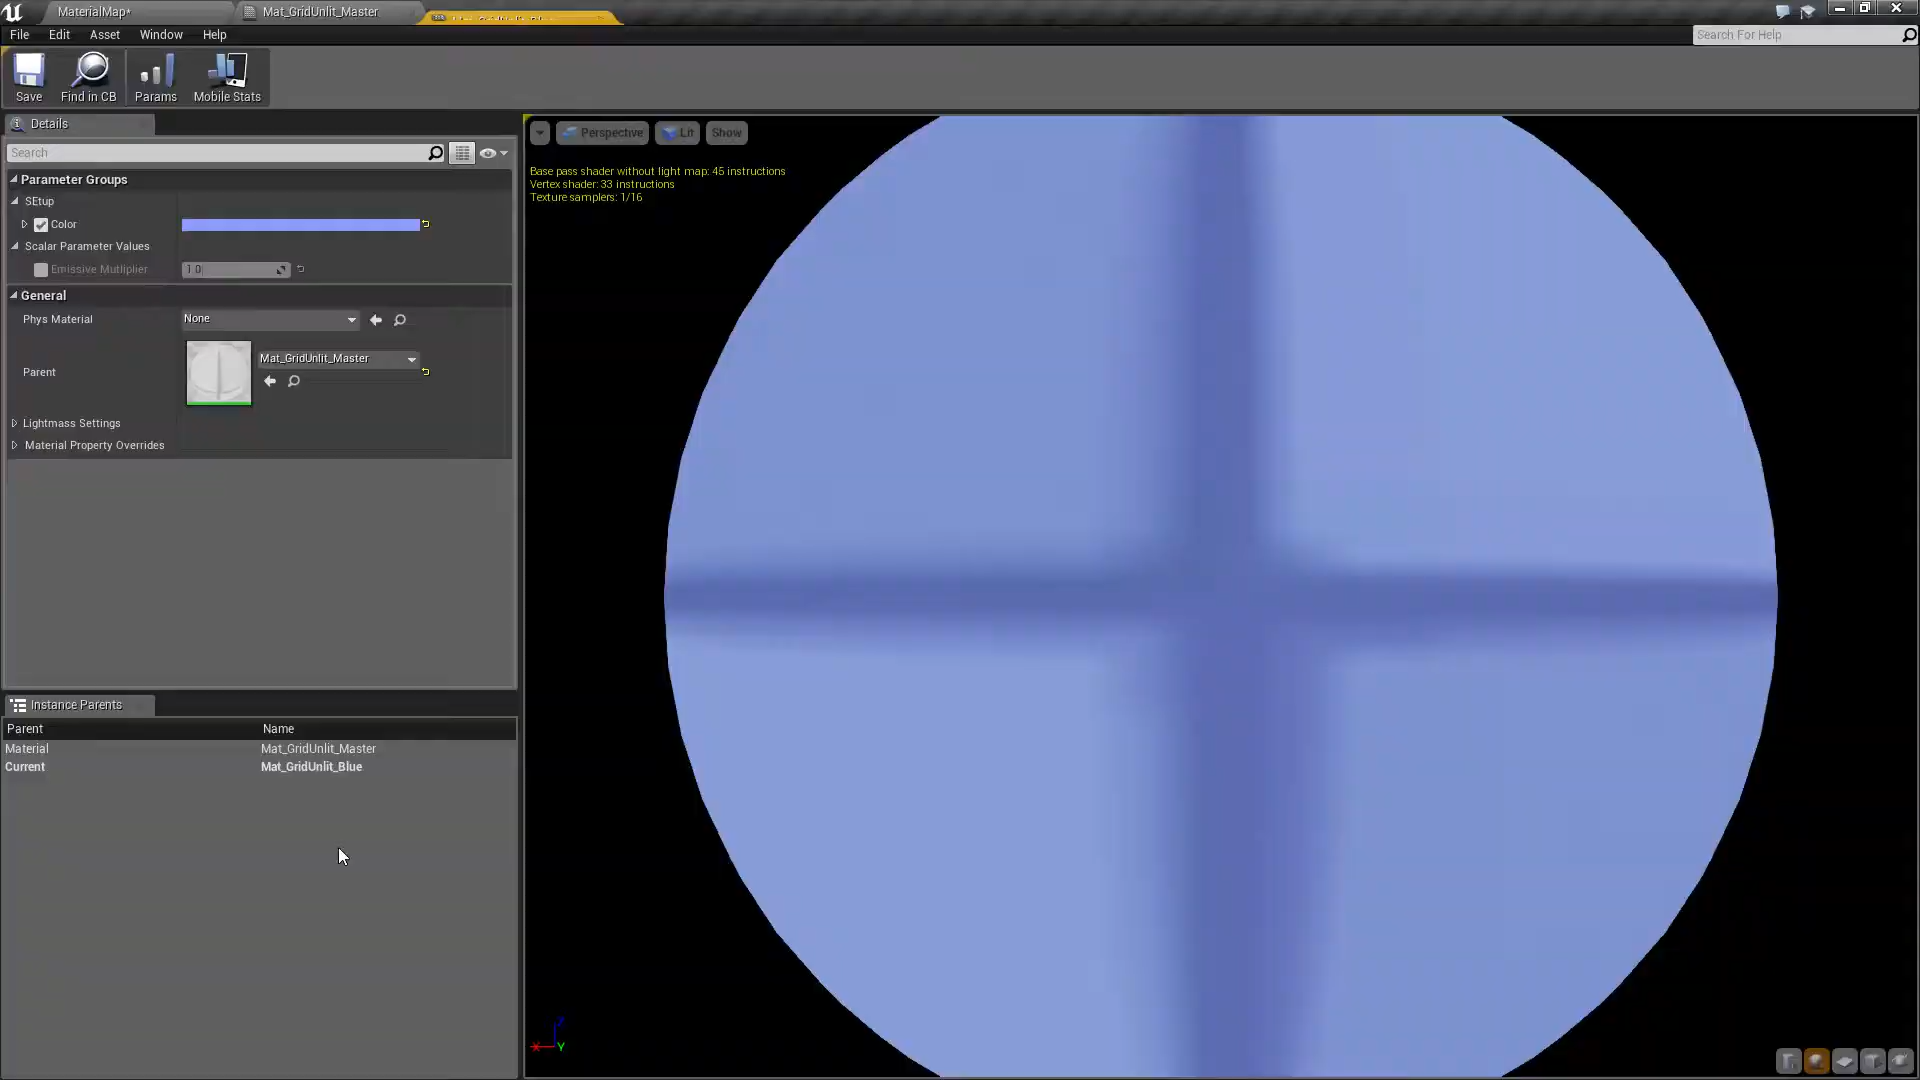 MaterialMap*
Mat_GridUnlit_Master
File Edit Asset Window Help
Search For Help
Save Find in CB Params Mobile Stats
Details
Search
Parameter Groups
SEtup
Color
Scalar Parameter Values
Emissive Mutliplier 1.0
General
Phys Material None
Mat_GridUnlit_Master
Parent
Lightmass Settings
Material Property Overrides
Instance Parents
Parent Name
Material Mat_GridUnlit_Master
Current Mat_GridUnlit_Blue
Perspective Lit Show
Base pass shader without light map: 45 instructions
Vertex shader: 33 instructions
Texture samplers: 1/16
Z
X Y